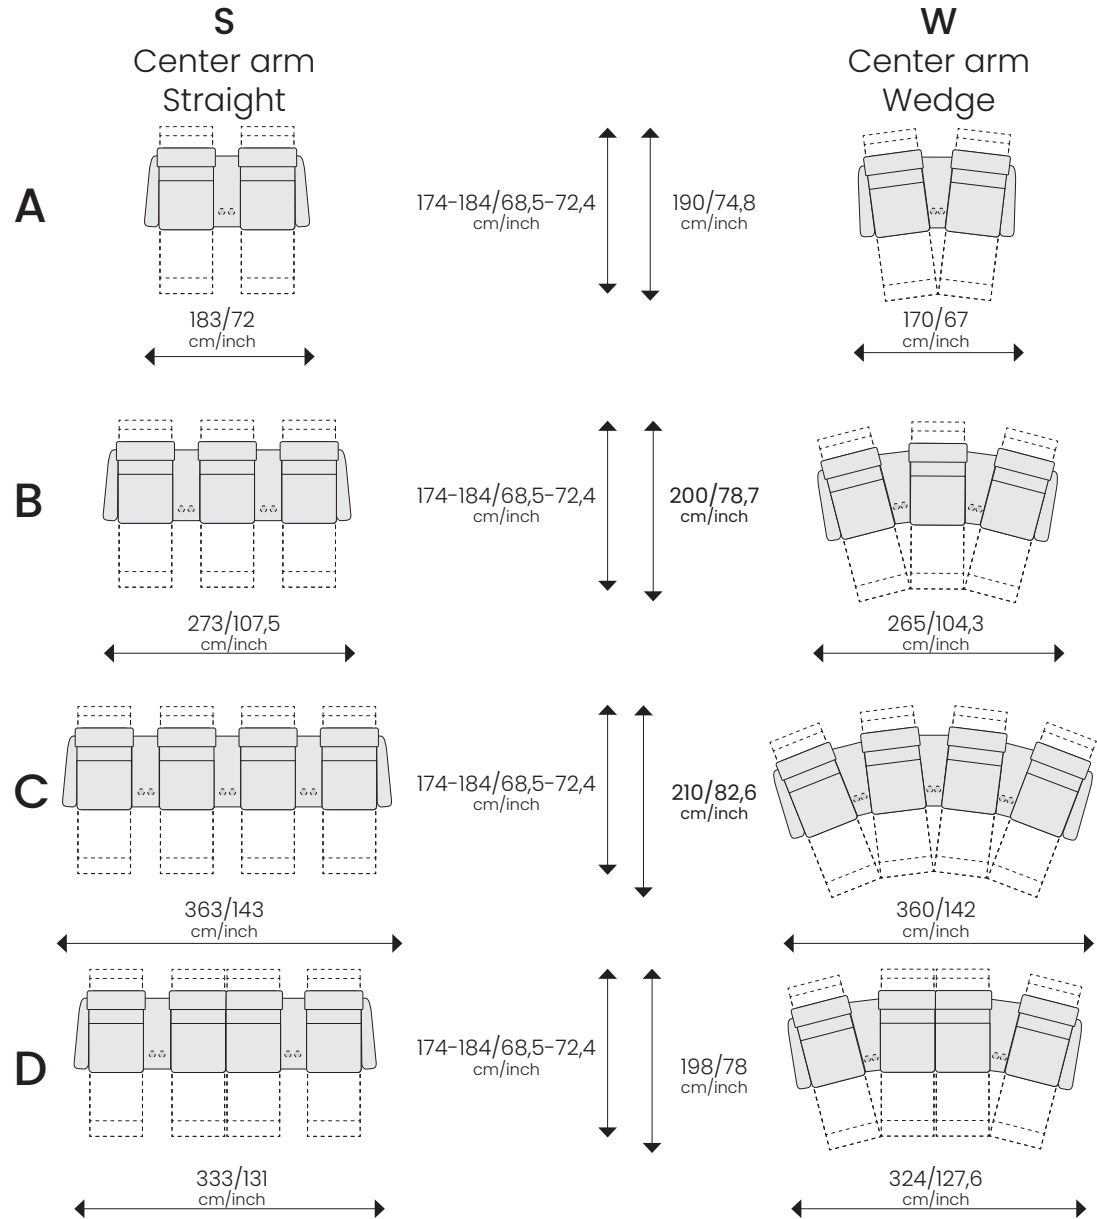 S
Center arm
Straight
W
Center arm
Wedge
A
174-184/68,5-72,4
cm/inch
190/74,8
cm/inch
183/72
cm/inch
170/67
cm/inch
B
174-184/68,5-72,4
cm/inch
200/78,7
cm/inch
273/107,5
cm/inch
265/104,3
cm/inch
C
174-184/68,5-72,4
cm/inch
210/82,6
cm/inch
363/143
cm/inch
360/142
cm/inch
D
174-184/68,5-72,4
cm/inch
198/78
cm/inch
333/131
cm/inch
324/127,6
cm/inch